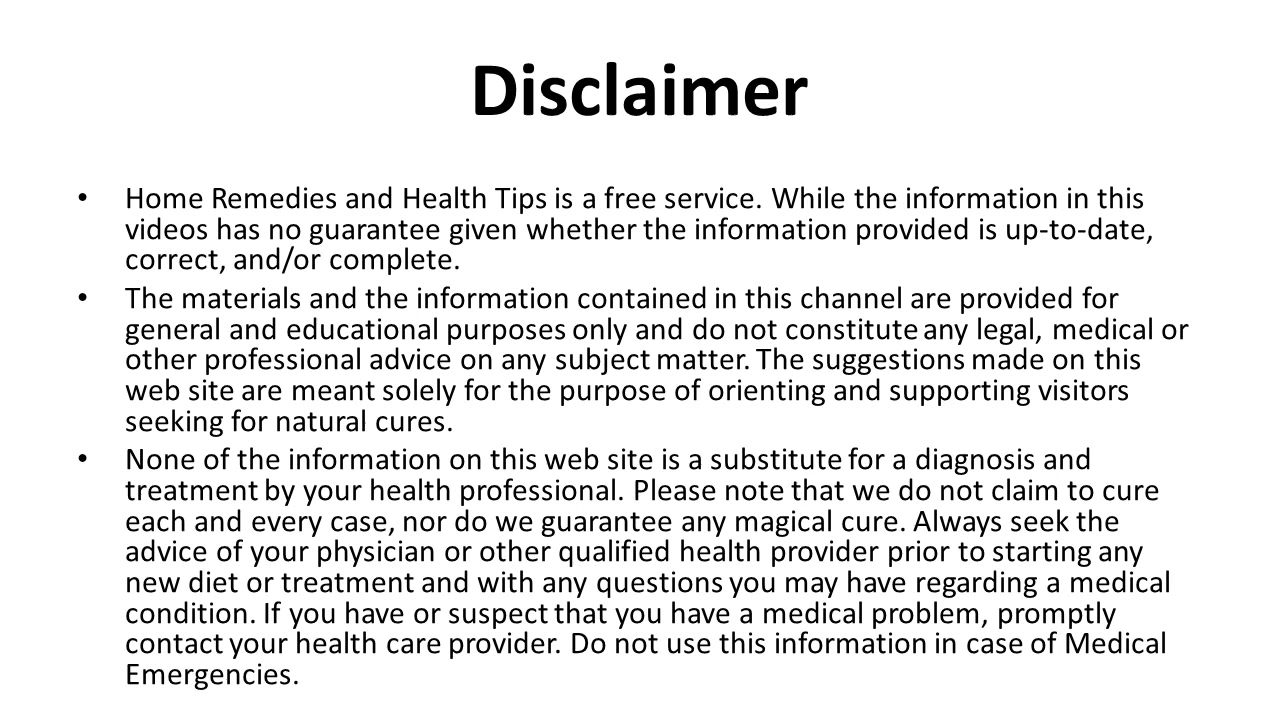 Disclaimer
• Home Remedies and Health Tips is a free service. While the information in this
videos has no guarantee given whether the information provided is up-to-date,
correct, and/or complete.
• The materials and the information contained in this channel are provided for
general and educational purposes only and do not constitute any legal, medical or
other professional advice on any subject matter. The suggestions made on this
web site are meant solely for the purpose of orienting and supporting visitors
seeking for natural cures.
• None of the information on this web site is a substitute for a diagnosis and
treatment by your health professional. Please note that we do not claim to cure
each and every case, nor do we guarantee any magical cure. Always seek the
advice of your physician or other qualified health provider prior to starting any
new diet or treatment and with any questions you may have regarding a medical
condition. If you have or suspect that you have a medical problem, promptly
contact your health care provider. Do not use this information in case of Medical
Emergencies.